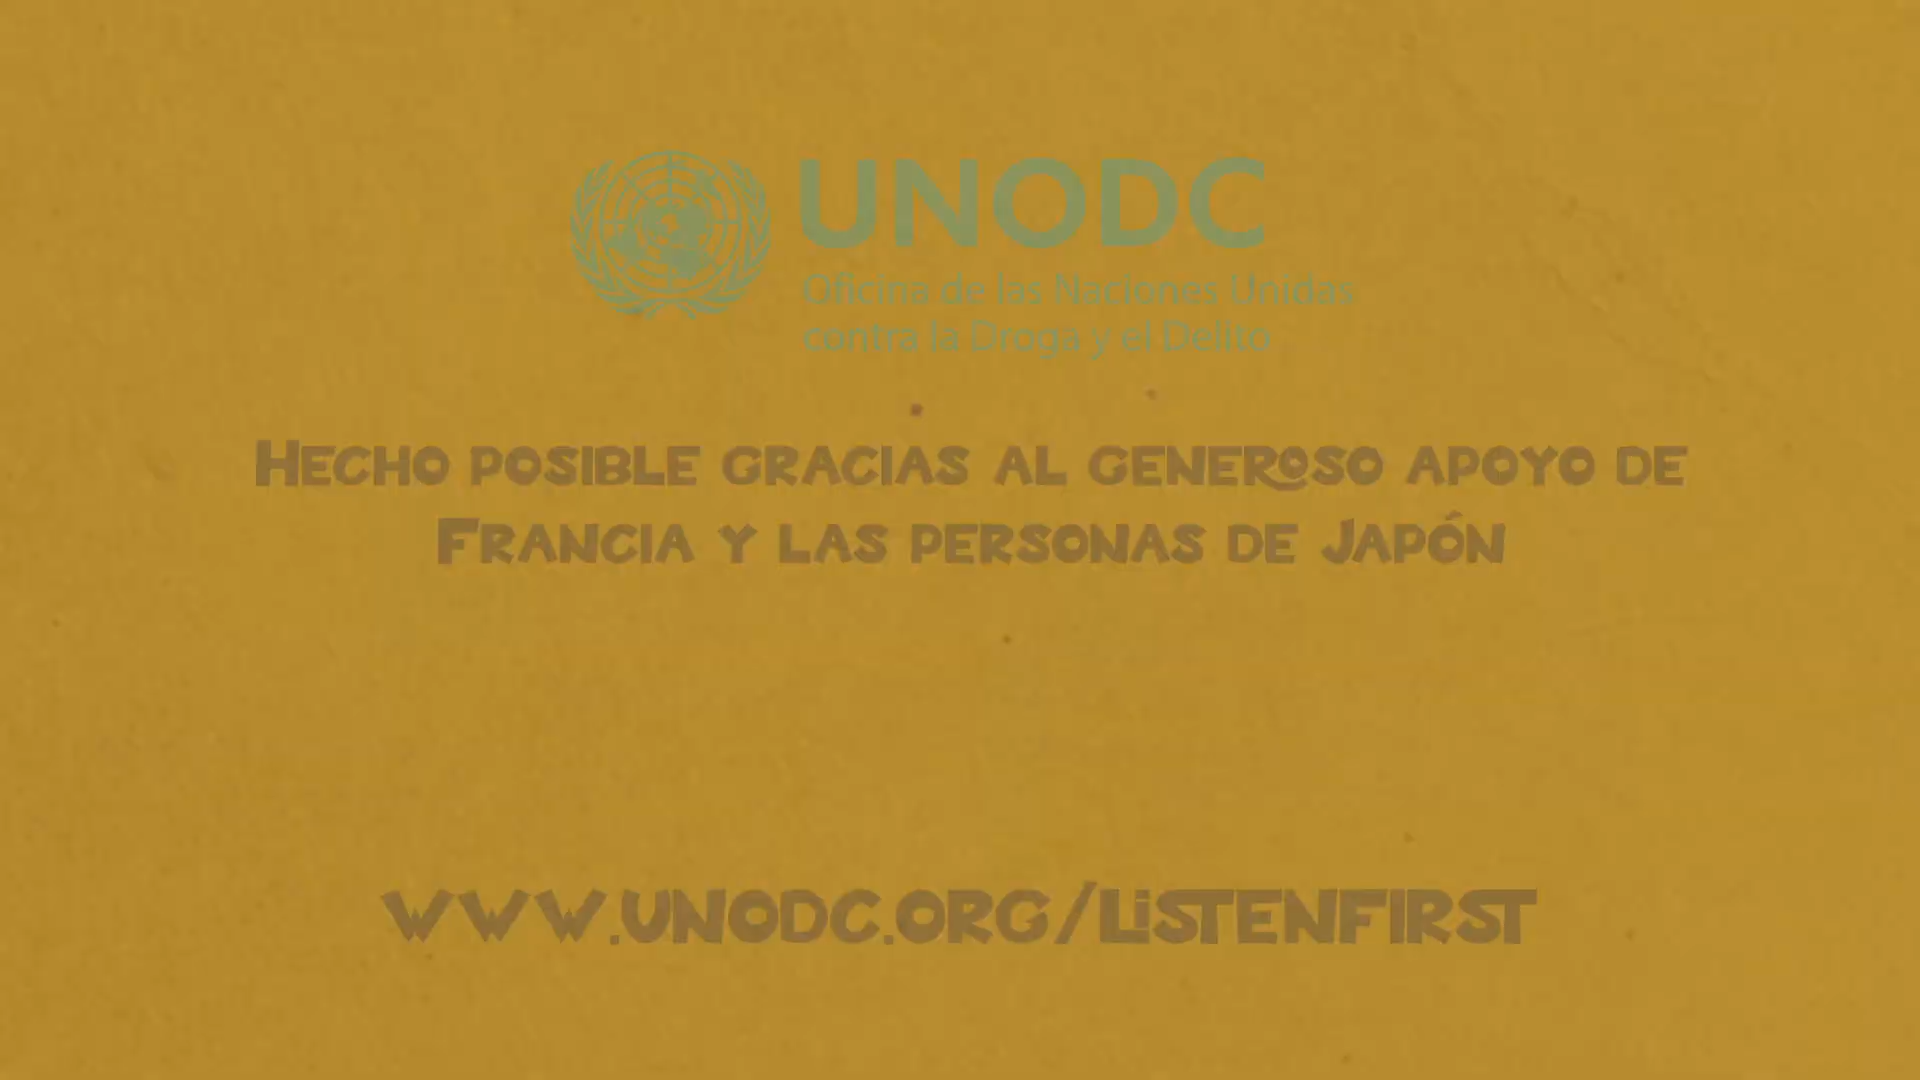 UNODC
Oficina de las Naciones Unidas
contra la Droga y el Delito
HECHO POSIBLE GRACIAS AL GENEROSO APOYO DE
FRANCIA Y LAS PERSONAS DE JAPÓN
WWW.UNODC.ORG/LiSTENFIRST